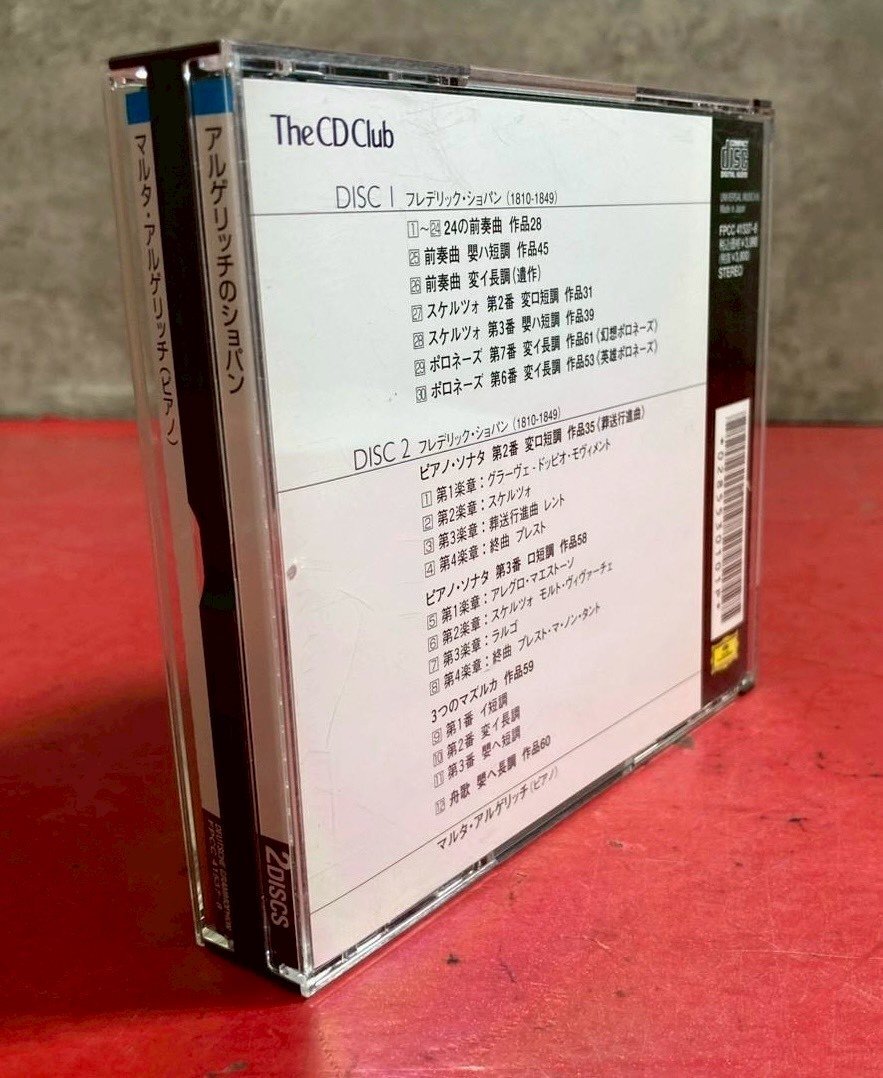 マルタ・アルゲリッチ(ピアノ)
アルゲリッチのショパン
DEUTSCHE GRAMMOPHON
FPCC 41337-8
2DISCS
The CD Club
DISC 1 フレデリック・ショパン (1810-1849)
1~24 24の前奏曲 作品28
25 前奏曲 嬰ハ短調 作品45
26 前奏曲 変イ長調 (遺作)
27 スケルツォ 第2番 変ロ短調 作品31
28 スケルツォ 第3番 嬰ハ短調 作品39
29 ポロネーズ 第7番 変イ長調 作品61《幻想ポロネーズ》
30 ポロネーズ 第6番 変イ長調 作品53《英雄ポロネーズ》
DISC 2 フレデリック・ショパン (1810-1849)
ピアノ・ソナタ 第2番 変ロ短調 作品35《葬送行進曲》
1 第1楽章:グラーヴェ-ドッピオ・モヴィメント
2 第2楽章:スケルツォ
3 第3楽章:葬送行進曲 レント
4 第4楽章:終曲 プレスト
ピアノ・ソナタ 第3番 ロ短調 作品58
5 第1楽章:アレグロ・マエストーソ
6 第2楽章:スケルツォ モルト・ヴィヴァーチェ
7 第3楽章:ラルゴ
8 第4楽章:終曲 プレスト・マ・ノン・タント
3つのマズルカ 作品59
9 第1番 イ短調
10 第2番 変イ長調
11 第3番 嬰ヘ短調
12 舟歌 嬰ヘ長調 作品60
マルタ・アルゲリッチ(ピアノ)
COMPACT
disc
DIGITAL AUDIO
Made in Japan
FPCC 41337-8
STEREO